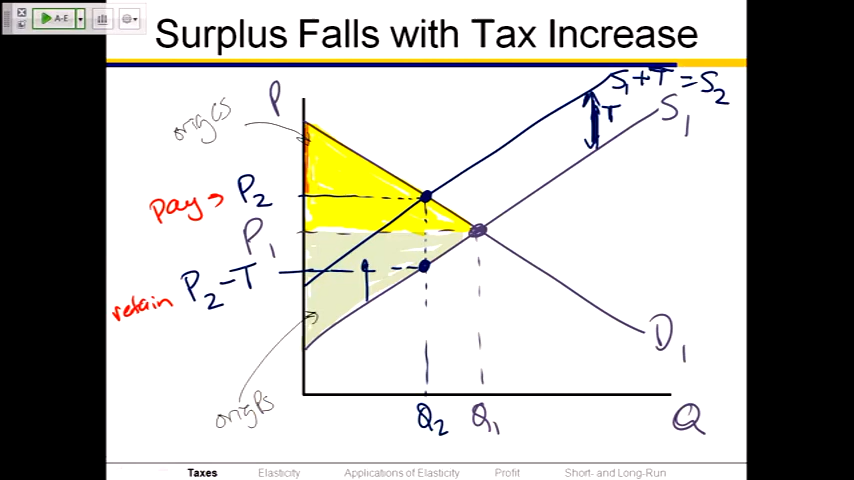 A-E
Surplus Falls with Tax Increase
P
S₁+T=S₂
T
S₁
orig CS
pay → P₂
P₁
retain P₂-T
orig PS
D₁
Q₂
Q₁
Q
Taxes
Elasticity
Applications of Elasticity
Profit
Short- and Long-Run